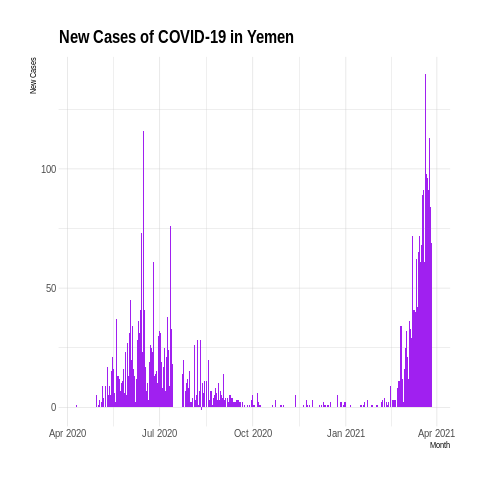 New Cases of COVID-19 in Yemen
New Cases
100
50
0
Apr 2020 Jul 2020 Oct 2020 Jan 2021 Apr 2021
Month